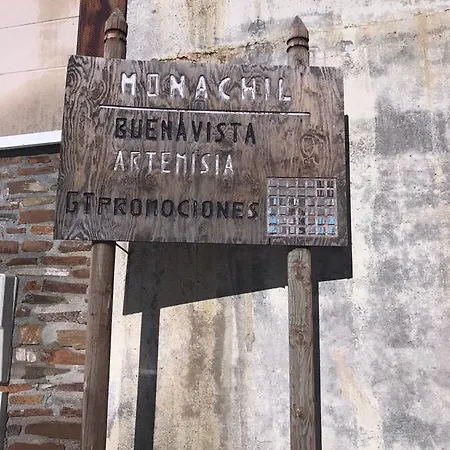 MONACHIL
BUENAVISTA
ARTEMISIA
GTPROMOCIONES